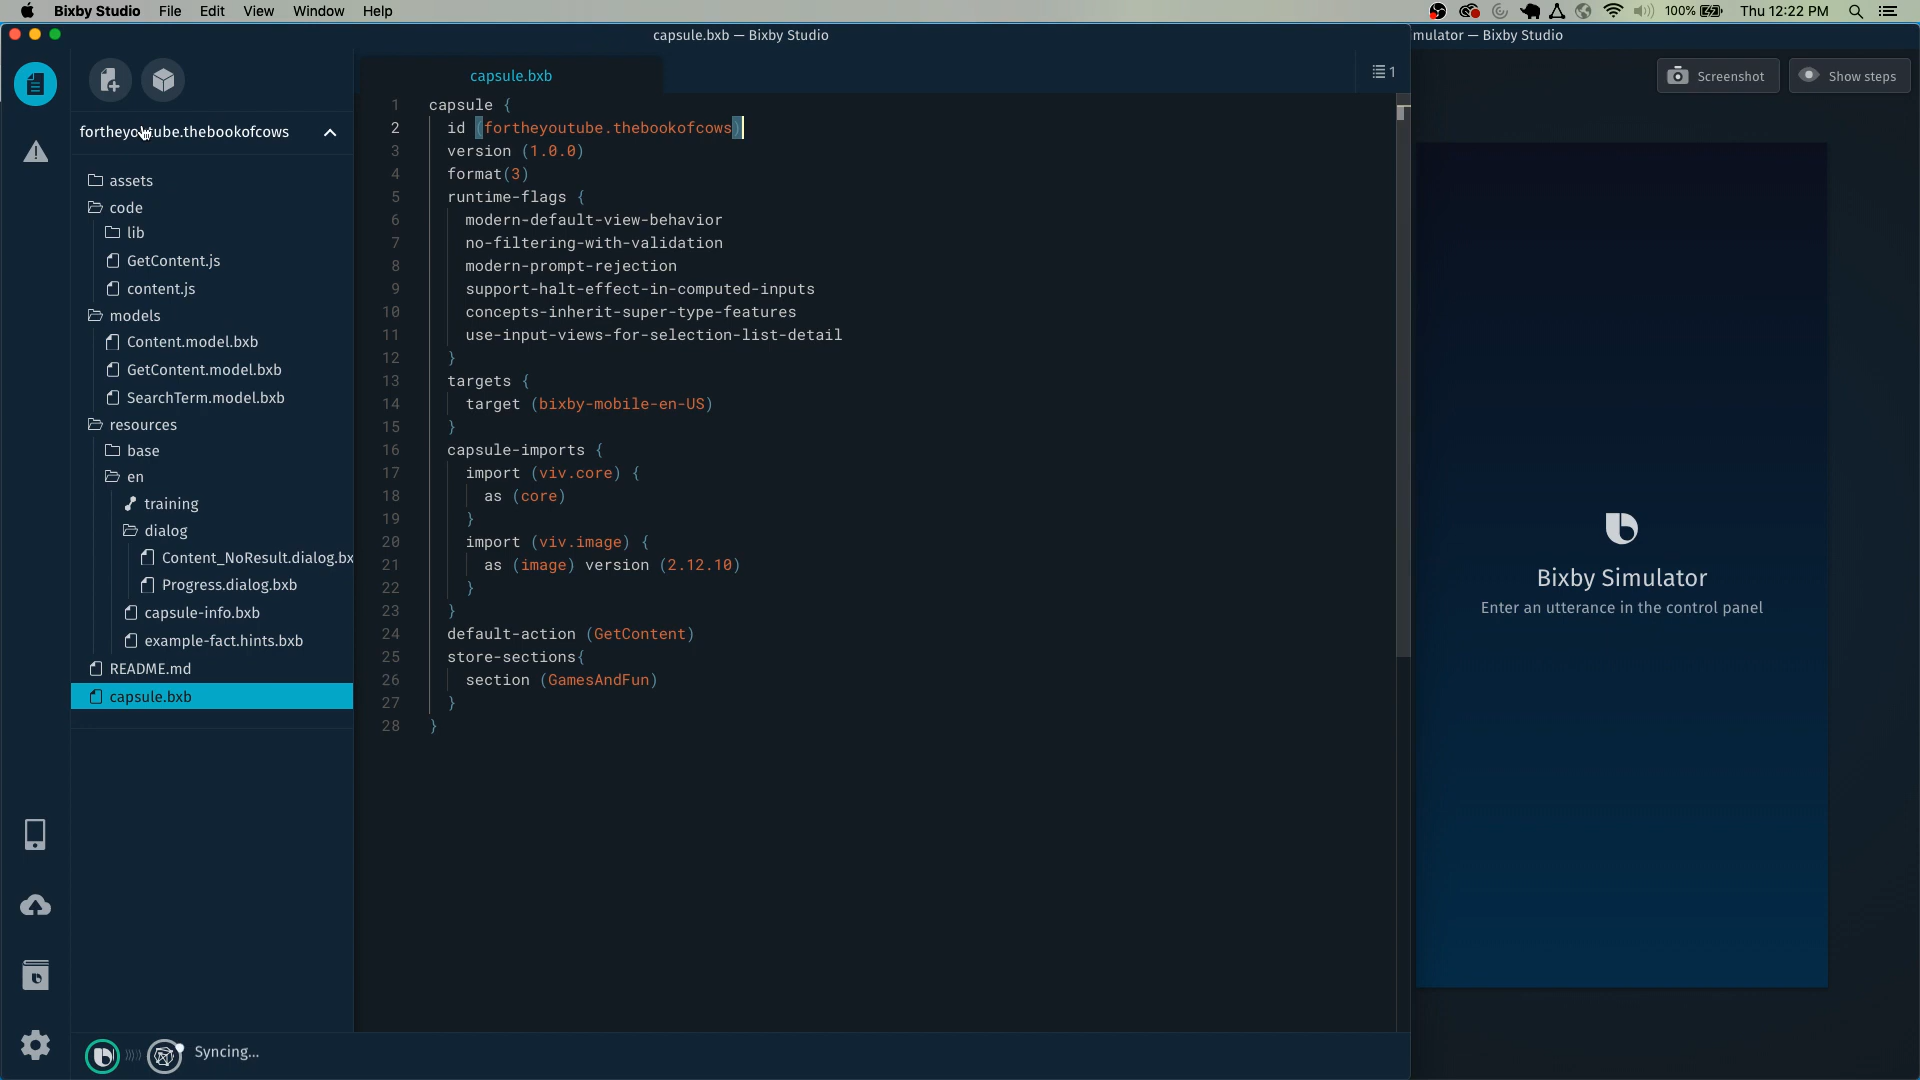 Bixby Studio File Edit View Window Help 100% Thu 12:22 PM
capsule.bxb — Bixby Studio
mulator — Bixby Studio
capsule.bxb
1
Screenshot
Show steps
fortheyoutube.thebookofcows
assets
code
lib
GetContent.js
content.js
models
Content.model.bxb
GetContent.model.bxb
SearchTerm.model.bxb
resources
base
en
training
dialog
Content_NoResult.dialog.bx
Progress.dialog.bxb
capsule-info.bxb
example-fact.hints.bxb
README.md
capsule.bxb
1 capsule {
2 id (fortheyoutube.thebookofcows)
3 version (1.0.0)
4 format(3)
5 runtime-flags {
6 modern-default-view-behavior
7 no-filtering-with-validation
8 modern-prompt-rejection
9 support-halt-effect-in-computed-inputs
10 concepts-inherit-super-type-features
11 use-input-views-for-selection-list-detail
12 }
13 targets {
14 target (bixby-mobile-en-US)
15 }
16 capsule-imports {
17 import (viv.core) {
18 as (core)
19 }
20 import (viv.image) {
21 as (image) version (2.12.10)
22 }
23 }
24 default-action (GetContent)
25 store-sections{
26 section (GamesAndFun)
27 }
28 }
Bixby Simulator
Enter an utterance in the control panel
Syncing...